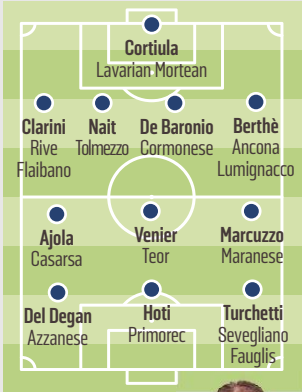 Cortiula
Lavarian Mortean
Clarini
Rive
Flaibano
Nait
Tolmezzo
De Baronio
Cormonese
Berthè
Ancona
Lumignacco
Ajola
Casarsa
Venier
Teor
Marcuzzo
Maranese
Del Degan
Azzanese
Hoti
Primorec
Turchetti
Sevegliano
Fauglis